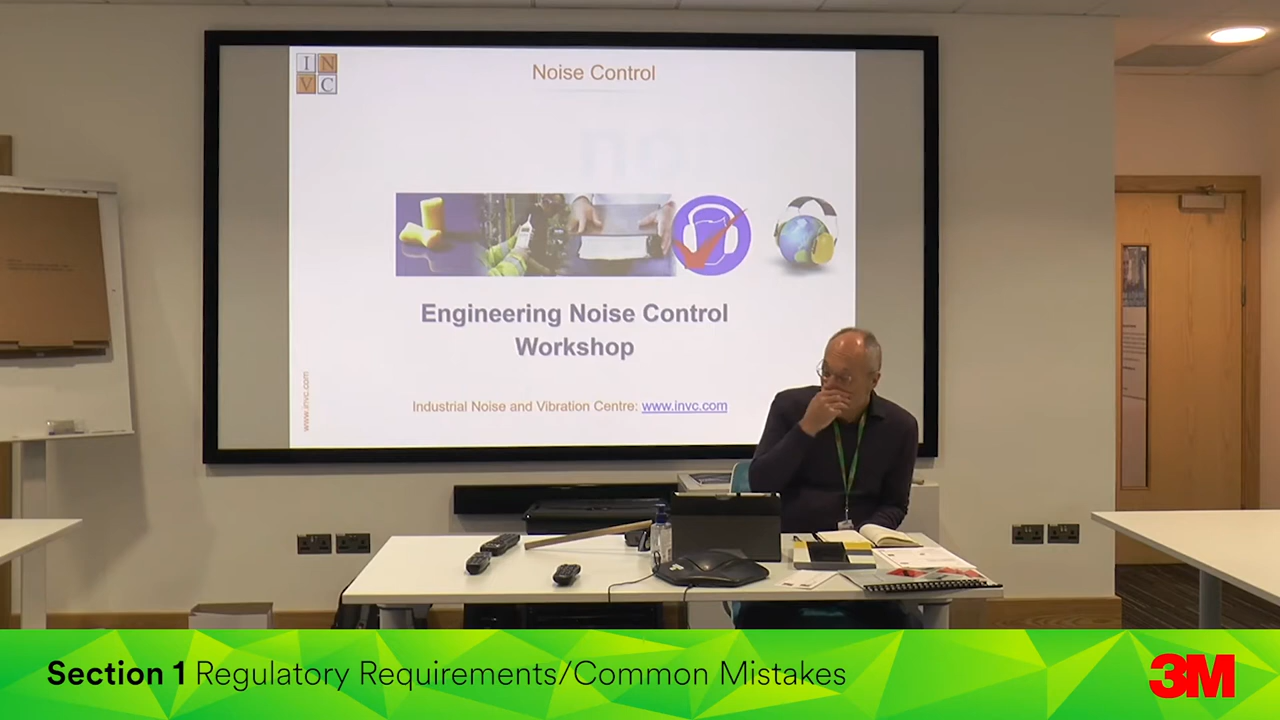 I N
V C
Noise Control
Engineering Noise Control
Workshop
Industrial Noise and Vibration Centre: www.invc.com
www.invc.com
Section 1 Regulatory Requirements/Common Mistakes
3M